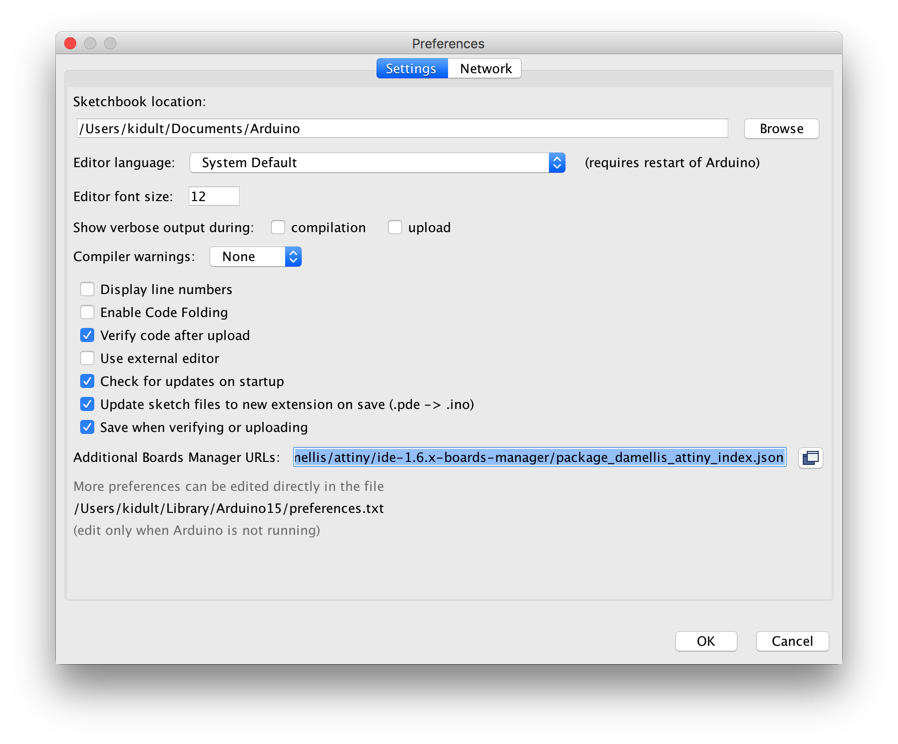 Preferences
Settings Network
Sketchbook location:
/Users/kidult/Documents/Arduino Browse
Editor language: System Default (requires restart of Arduino)
Editor font size: 12
Show verbose output during: compilation upload
Compiler warnings: None
Display line numbers
Enable Code Folding
Verify code after upload
Use external editor
Check for updates on startup
Update sketch files to new extension on save (.pde -> .ino)
Save when verifying or uploading
Additional Boards Manager URLs: nellis/attiny/ide-1.6.x-boards-manager/package_damellis_attiny_index.json
More preferences can be edited directly in the file
/Users/kidult/Library/Arduino15/preferences.txt
(edit only when Arduino is not running)
OK Cancel